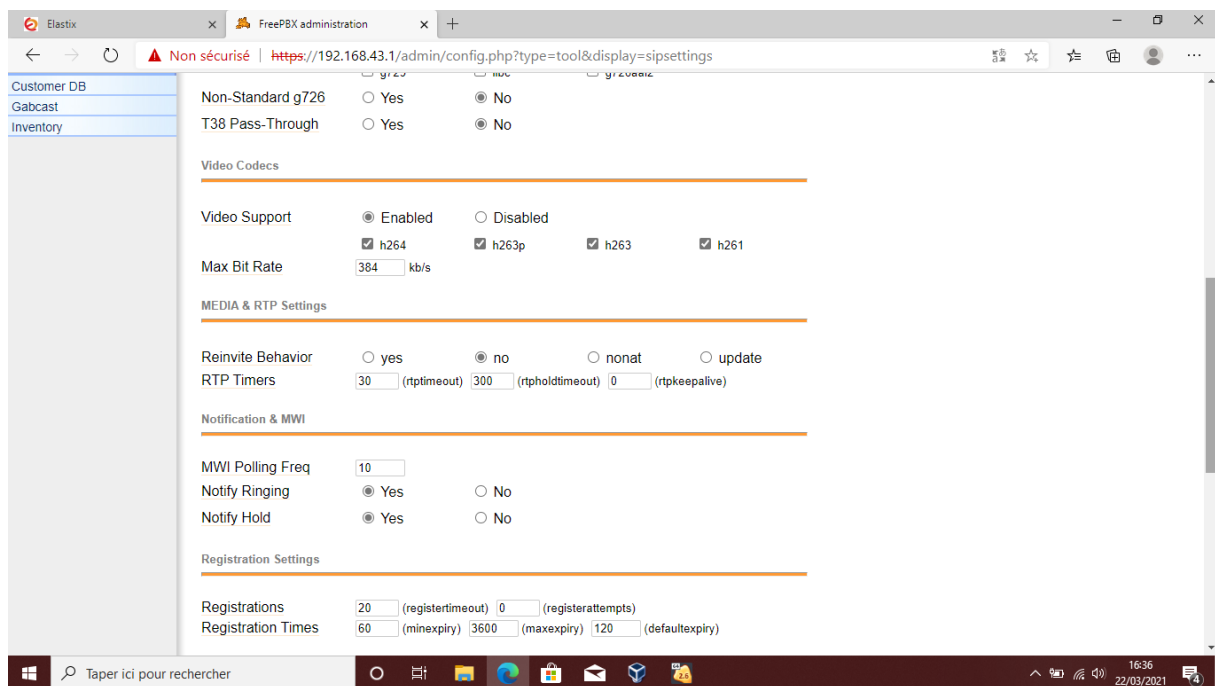 Elastix
FreePBX administration
Non sécurisé | https://192.168.43.1/admin/config.php?type=tool&display=sipsettings
Customer DB
Gabcast
Inventory
Non-Standard g726 Yes No
T38 Pass-Through Yes No
Video Codecs
Video Support Enabled Disabled
h264 h263p h263 h261
Max Bit Rate 384 kb/s
MEDIA & RTP Settings
Reinvite Behavior yes no nonat update
RTP Timers 30 (rtptimeout) 300 (rtpholdtimeout) 0 (rtpkeepalive)
Notification & MWI
MWI Polling Freq 10
Notify Ringing Yes No
Notify Hold Yes No
Registration Settings
Registrations 20 (registertimeout) 0 (registerattempts)
Registration Times 60 (minexpiry) 3600 (maxexpiry) 120 (defaultexpiry)
Taper ici pour rechercher
16:36
22/03/2021